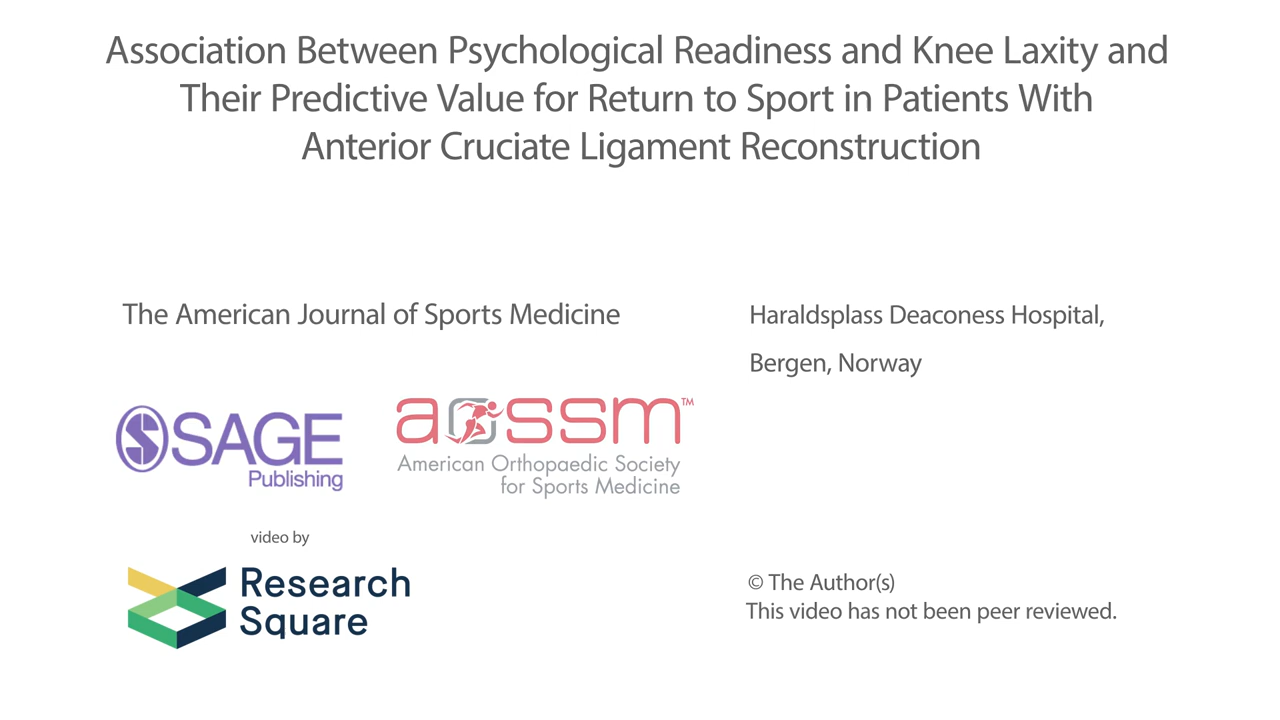 Association Between Psychological Readiness and Knee Laxity and
Their Predictive Value for Return to Sport in Patients With
Anterior Cruciate Ligament Reconstruction
The American Journal of Sports Medicine
Haraldsplass Deaconess Hospital,
Bergen, Norway
SAGE
Publishing
aossm™
American Orthopaedic Society
for Sports Medicine
video by
Research
Square
© The Author(s)
This video has not been peer reviewed.